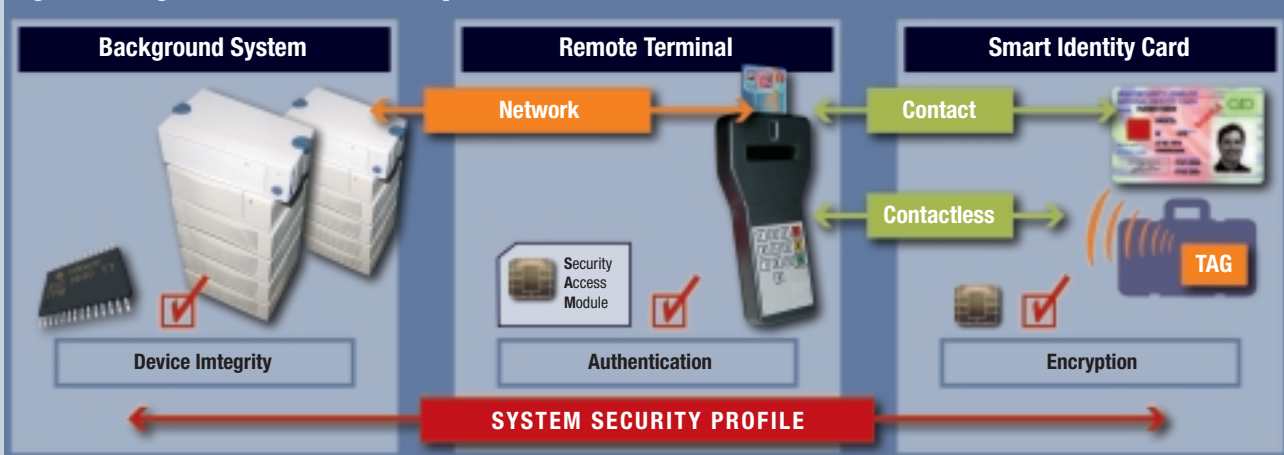 Background System
Remote Terminal
Smart Identity Card
Network
Contact
Contactless
TAG
Security
Access
Module
Device Imtegrity
Authentication
Encryption
SYSTEM SECURITY PROFILE